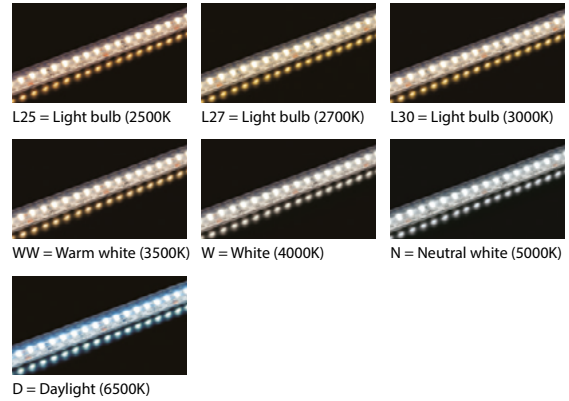 L25 = Light bulb (2500K
L27 = Light bulb (2700K)
L30 = Light bulb (3000K)
WW = Warm white (3500K)
W = White (4000K)
N = Neutral white (5000K)
D = Daylight (6500K)